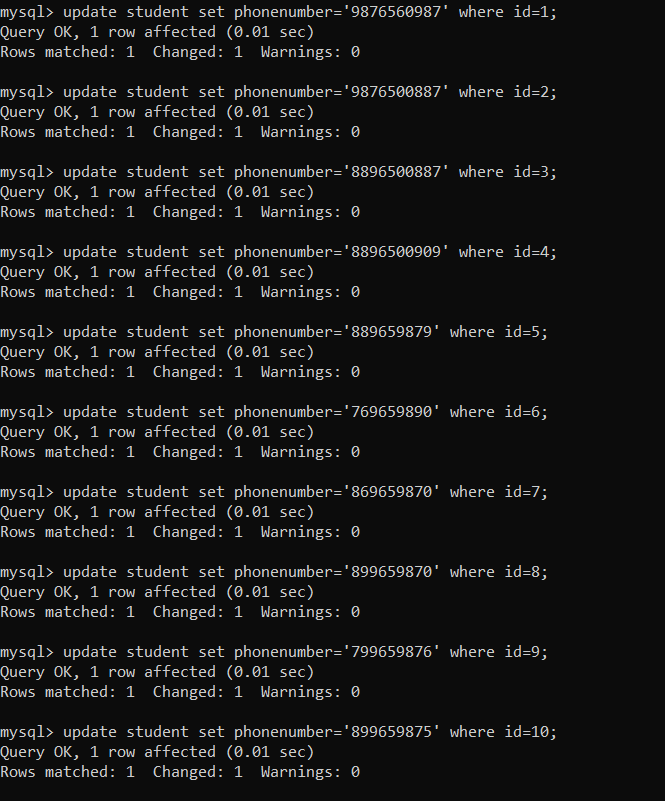 mysql> update student set phonenumber='9876560987' where id=1;
Query OK, 1 row affected (0.01 sec)
Rows matched: 1  Changed: 1  Warnings: 0
mysql> update student set phonenumber='9876500887' where id=2;
Query OK, 1 row affected (0.01 sec)
Rows matched: 1  Changed: 1  Warnings: 0
mysql> update student set phonenumber='8896500887' where id=3;
Query OK, 1 row affected (0.01 sec)
Rows matched: 1  Changed: 1  Warnings: 0
mysql> update student set phonenumber='8896500909' where id=4;
Query OK, 1 row affected (0.01 sec)
Rows matched: 1  Changed: 1  Warnings: 0
mysql> update student set phonenumber='889659879' where id=5;
Query OK, 1 row affected (0.01 sec)
Rows matched: 1  Changed: 1  Warnings: 0
mysql> update student set phonenumber='769659890' where id=6;
Query OK, 1 row affected (0.01 sec)
Rows matched: 1  Changed: 1  Warnings: 0
mysql> update student set phonenumber='869659870' where id=7;
Query OK, 1 row affected (0.01 sec)
Rows matched: 1  Changed: 1  Warnings: 0
mysql> update student set phonenumber='899659870' where id=8;
Query OK, 1 row affected (0.01 sec)
Rows matched: 1  Changed: 1  Warnings: 0
mysql> update student set phonenumber='799659876' where id=9;
Query OK, 1 row affected (0.01 sec)
Rows matched: 1  Changed: 1  Warnings: 0
mysql> update student set phonenumber='899659875' where id=10;
Query OK, 1 row affected (0.01 sec)
Rows matched: 1  Changed: 1  Warnings: 0